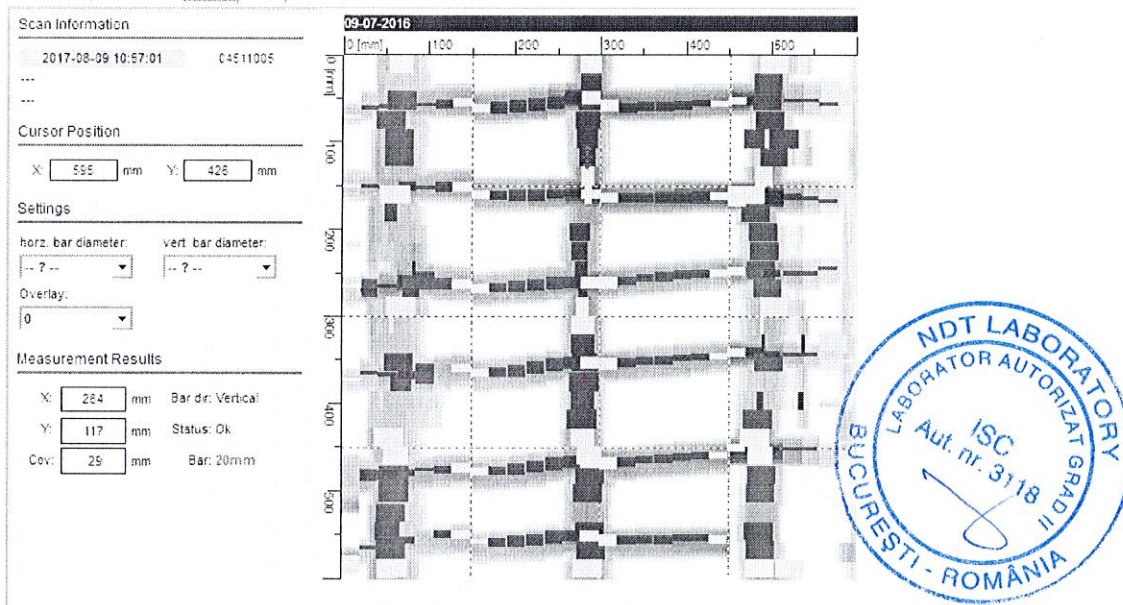 Scan Information
2017-08-09 10:57:01 04511005
---
---
Cursor Position
X: 595 mm Y: 426 mm
Settings
horz. bar diameter: vert. bar diameter:
-- ? -- -- ? --
Overlay:
0
Measurement Results
X: 264 mm Bar dir: Vertical
Y: 117 mm Status: Ok
Cov: 29 mm Bar: 20mm
09-07-2016
0 [mm] 100 200 300 400 500
0 [mm]
100
200
300
400
500
NDT LABORATORY
BUCUREȘTI - ROMÂNIA
LABORATOR AUTORIZAT GRAD II
ISC
Aut. nr. 3118